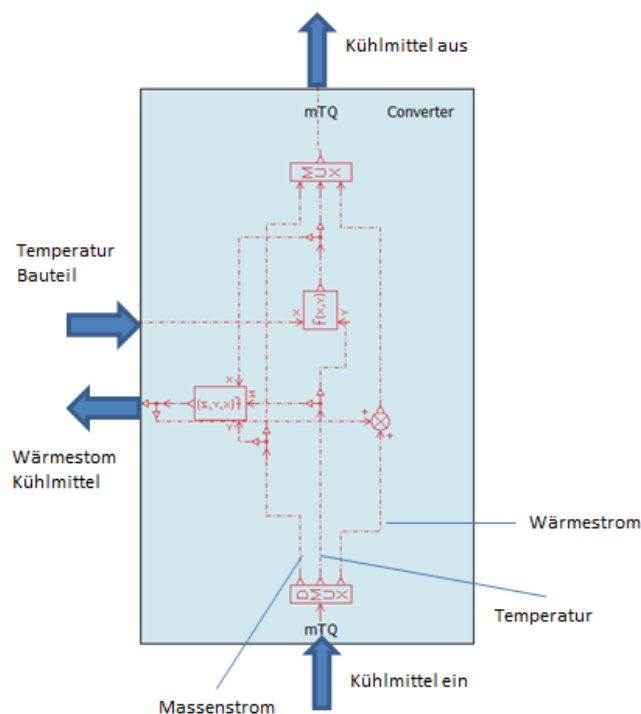 Kühlmittel aus
mTQ
Converter
MUX
Temperatur
Bauteil
X
f(X,Y)
Y
X
f(X,Y,Z)
Z
Y
+
+
Wärmestom
Kühlmittel
Wärmestrom
DMUX
Temperatur
mTQ
Kühlmittel ein
Massenstrom